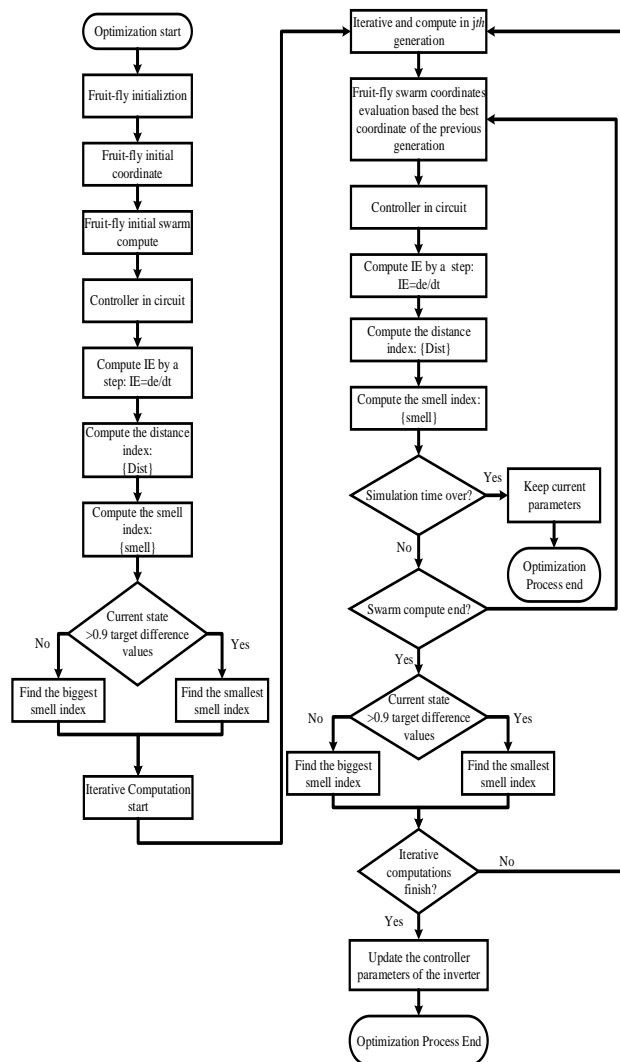 Optimization start
Fruit-fly initializtion
Fruit-fly initial
coordinate
Fruit-fly initial swarm
compute
Controller in circuit
Compute IE by a
step: IE=de/dt
Compute the distance
index:
{Dist}
Compute the smell
index:
{smell}
Current state
>0.9 target difference
values
No
Yes
Find the biggest
smell index
Find the smallest
smell index
Iterative Computation
start
Iterative and compute in jth
generation
Fruit-fly swarm coordinates
evaluation based the best
coordinate of the previous
generation
Controller in circuit
Compute IE by a step:
IE=de/dt
Compute the distance
index: {Dist}
Compute the smell index:
{smell}
Simulation time over?
Yes
Keep current
parameters
Optimization
Process end
No
Swarm compute end?
Yes
Current state
>0.9 target difference
values
No
Yes
Find the biggest
smell index
Find the smallest
smell index
Iterative
computations
finish?
No
Yes
Update the controller
parameters of the inverter
Optimization Process End